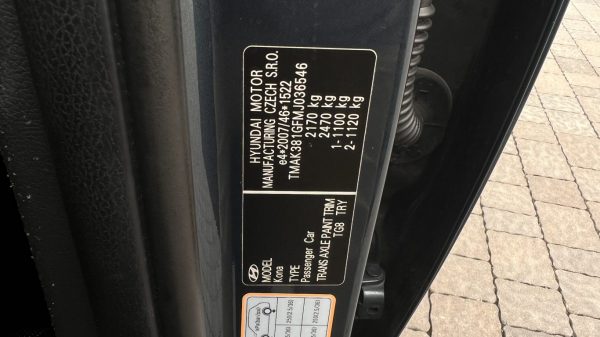 HYUNDAI MOTOR
MANUFACTURING CZECH S.R.O.
e4*2007/46*1522
TMAK381GFMJ036546
2170 kg
2470 kg
1-1100 kg
2-1120 kg
MODEL
Kona
TYPE
Passenger Car
TRANS AXLE PAINT TRIM
TG8 TRY